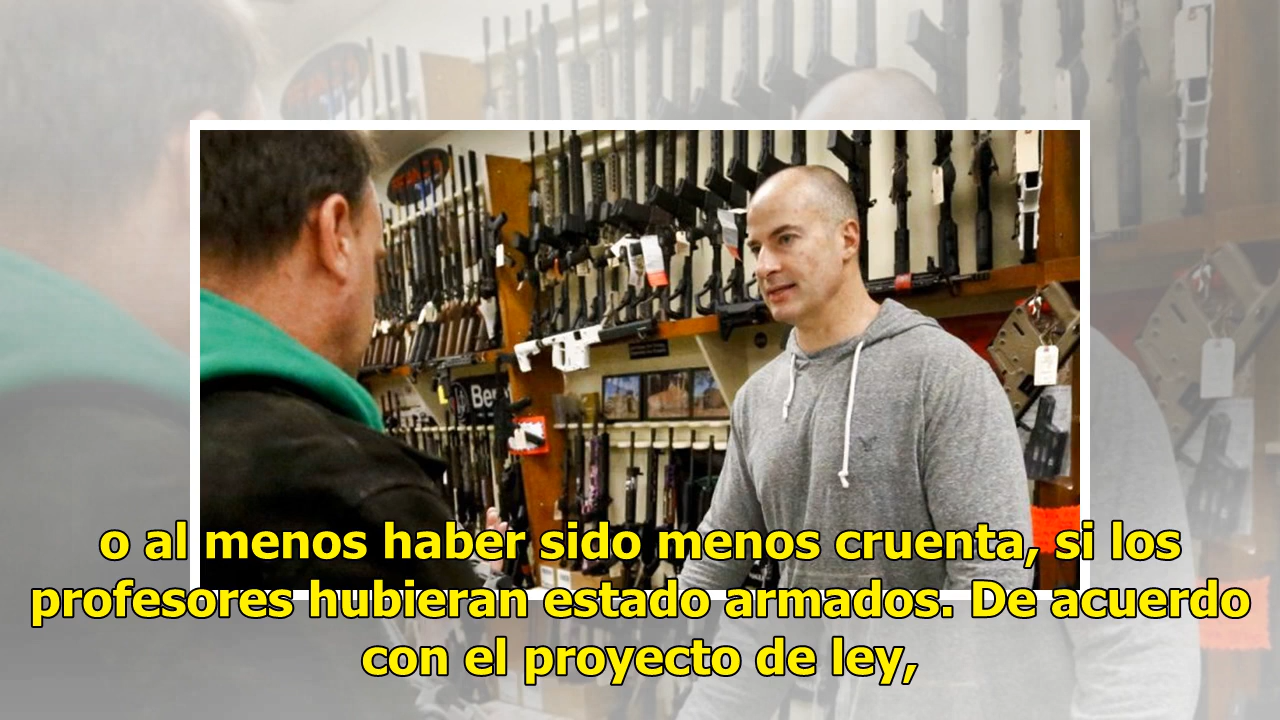 Ber
o al menos haber sido menos cruenta, si los
profesores hubieran estado armados. De acuerdo
con el proyecto de ley,